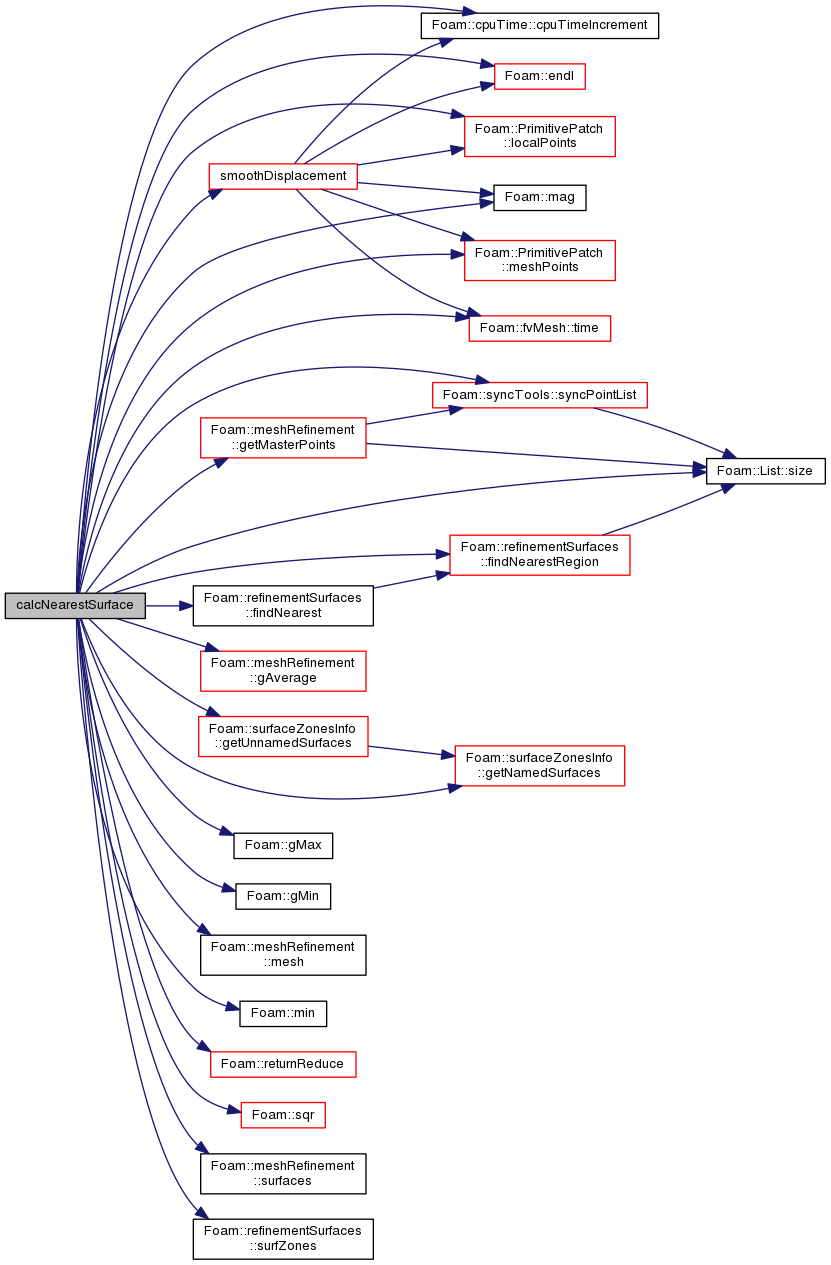 Foam::cpuTime::cpuTimeIncrement
Foam::endl
Foam::PrimitivePatch
::localPoints
smoothDisplacement
Foam::mag
Foam::PrimitivePatch
::meshPoints
Foam::fvMesh::time
Foam::syncTools::syncPointList
Foam::meshRefinement
::getMasterPoints
Foam::List::size
Foam::refinementSurfaces
::findNearestRegion
calcNearestSurface
Foam::refinementSurfaces
::findNearest
Foam::meshRefinement
::gAverage
Foam::surfaceZonesInfo
::getUnnamedSurfaces
Foam::surfaceZonesInfo
::getNamedSurfaces
Foam::gMax
Foam::gMin
Foam::meshRefinement
::mesh
Foam::min
Foam::returnReduce
Foam::sqr
Foam::meshRefinement
::surfaces
Foam::refinementSurfaces
::surfZones